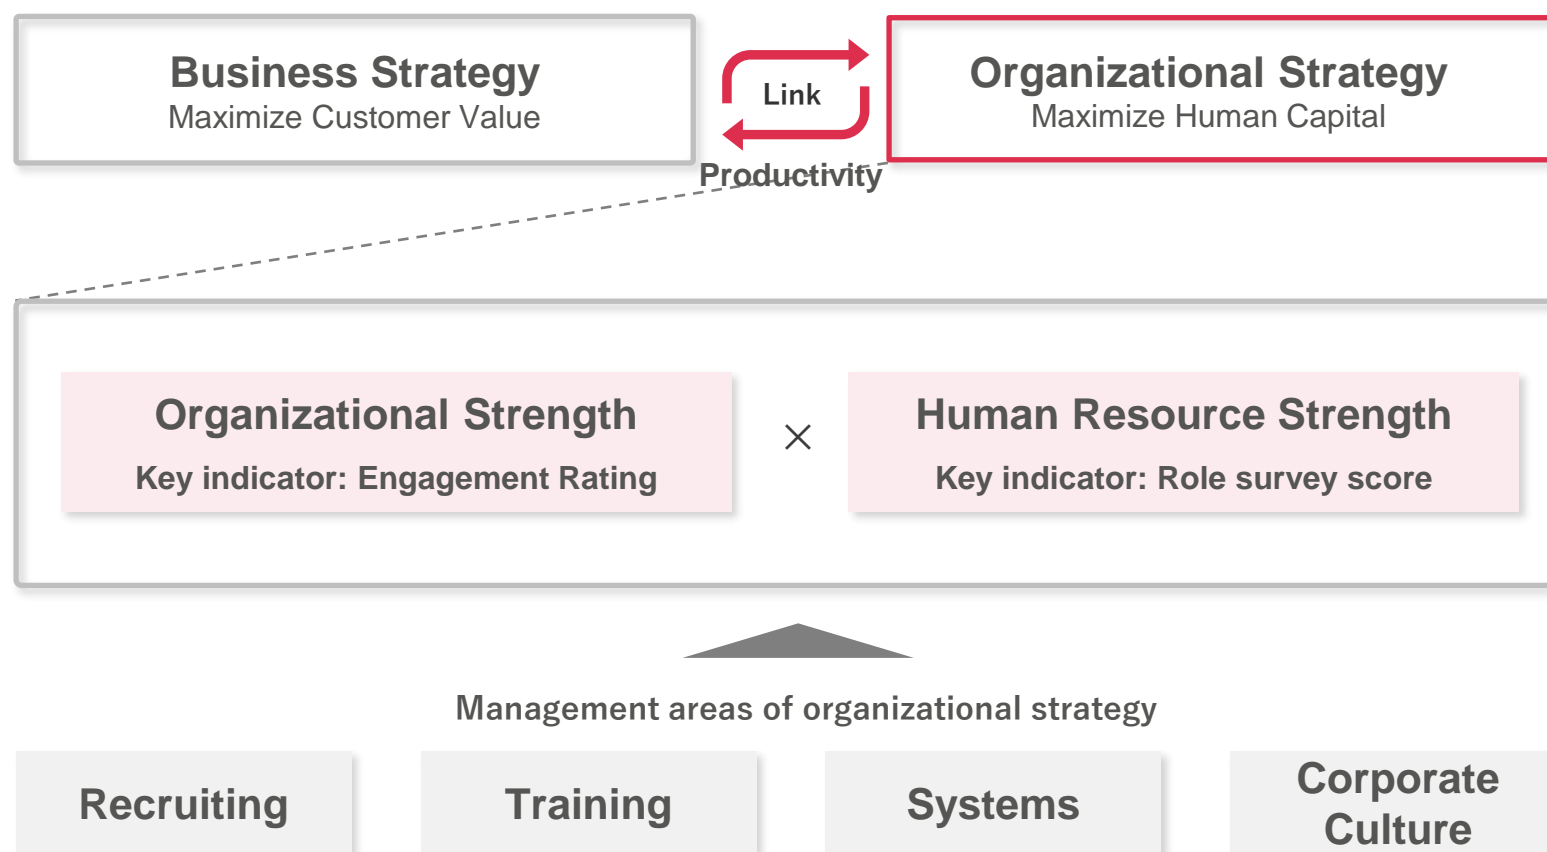 Business Strategy
Maximize Customer Value
Link
Productivity
Organizational Strategy
Maximize Human Capital
Organizational Strength
Key indicator: Engagement Rating
×
Human Resource Strength
Key indicator: Role survey score
Management areas of organizational strategy
Recruiting
Training
Systems
Corporate
Culture